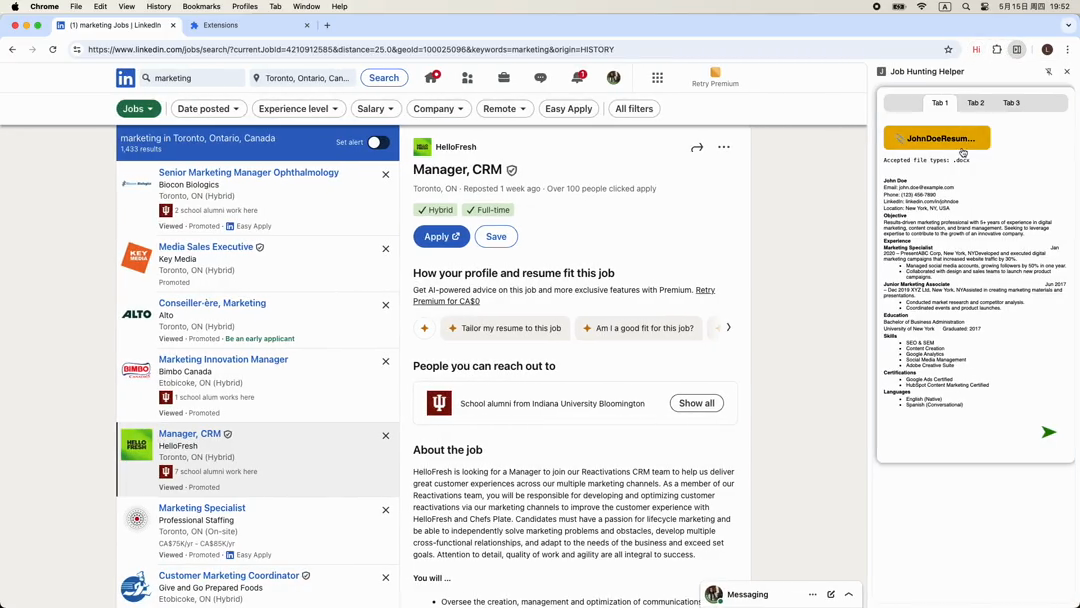 Chrome File Edit View History Bookmarks Profiles Tab Window Help A 5月15日 周四 19:52
(1) marketing Jobs | LinkedIn Extensions
https://www.linkedin.com/jobs/search/?currentJobId=4210912585&distance=25.0&geoId=100025096&keywords=marketing&origin=HISTORY
Hi L
in marketing Toronto, Ontario, Can... Search 1 Retry Premium
Jobs Date posted Experience level Salary Company Remote Easy Apply All filters
marketing in Toronto, Ontario, Canada
1,433 results
Set alert
Senior Marketing Manager Ophthalmology
Biocon Biologics
Toronto, ON (Hybrid)
2 school alumni work here
Viewed · Promoted · in Easy Apply
KEY MEDIA
Media Sales Executive
Key Media
Toronto, ON (Hybrid)
Promoted
ALTO
Conseiller·ère, Marketing
Alto
Toronto, ON (Hybrid)
Viewed · Promoted · Be an early applicant
BIMBO
Marketing Innovation Manager
Bimbo Canada
Etobicoke, ON (Hybrid)
1 school alum works here
Viewed · Promoted
HELLO FRESH
Manager, CRM
HelloFresh
Toronto, ON (Hybrid)
7 school alumni work here
Viewed · Promoted
Marketing Specialist
Professional Staffing
Toronto, ON (On-site)
CA$75K/yr - CA$85K/yr
Viewed · Promoted · in Easy Apply
Customer Marketing Coordinator
Give and Go Prepared Foods
Etobicoke, ON (Hybrid)
HelloFresh
Manager, CRM
Toronto, ON · Reposted 1 week ago · Over 100 people clicked apply
Hybrid Full-time
Apply Save
How your profile and resume fit this job
Get AI-powered advice on this job and more exclusive features with Premium. Retry
Premium for CA$0
Tailor my resume to this job Am I a good fit for this job?
People you can reach out to
School alumni from Indiana University Bloomington Show all
About the job
HelloFresh is looking for a Manager to join our Reactivations CRM team to help us deliver
great customer experiences across our multiple marketing channels. As a member of our
Reactivations team, you will be responsible for developing and optimizing customer
reactivations via our marketing channels to improve the customer experience with
HelloFresh and Chefs Plate. Candidates must have a passion for lifecycle marketing and
be able to independently solve marketing problems and obstacles, develop multiple
cross-functional relationships, and adapt to the needs of the business and exceed set
goals. Attention to detail, quality of work and agility are all integral to success.
You will ...
• Oversee the creation, management and optimization of communications
Messaging
Job Hunting Helper
Tab 1 Tab 2 Tab 3
JohnDoeResum...
Accepted file types: .docx
John Doe
Email: john.doe@example.com
Phone: (123) 456-7890
LinkedIn: linkedin.com/in/johndoe
Location: New York, NY, USA
Objective
Results-driven marketing professional with 5+ years of experience in digital
marketing, content creation, and brand management. Seeking to leverage
expertise to contribute to the growth of an innovative company.
Experience
Marketing Specialist Jan
2020 – PresentABC Corp, New York, NYDeveloped and executed digital
marketing campaigns that increased website traffic by 30%.
• Managed social media accounts, growing followers by 50% in one year.
• Collaborated with design and sales teams to launch new product
campaigns.
Junior Marketing Associate Jun 2017
– Dec 2019 XYZ Ltd, New York, NYAssisted in creating marketing materials and
presentations.
• Conducted market research and competitor analysis.
• Coordinated events and product launches.
Education
Bachelor of Business Administration
University of New York Graduated: 2017
Skills
• SEO & SEM
• Content Creation
• Google Analytics
• Social Media Management
• Adobe Creative Suite
Certifications
• Google Ads Certified
• HubSpot Content Marketing Certified
Languages
• English (Native)
• Spanish (Conversational)